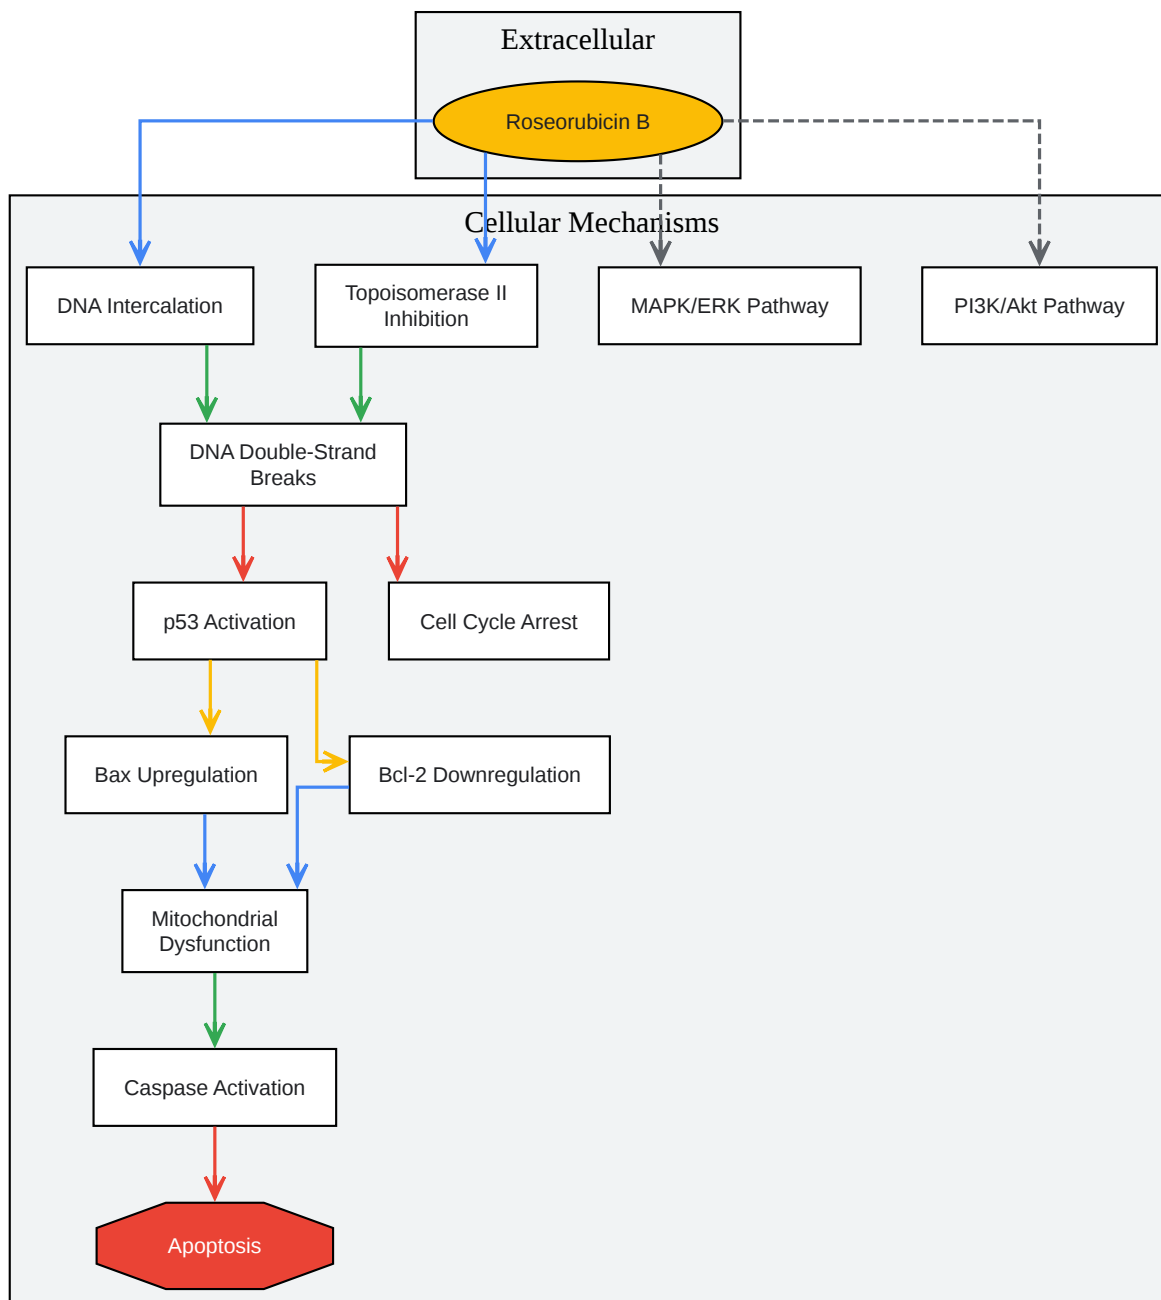 Extracellular
Roseorubicin B
Cellular Mechanisms
DNA Intercalation
Topoisomerase II
Inhibition
MAPK/ERK Pathway
PI3K/Akt Pathway
DNA Double-Strand
Breaks
p53 Activation
Cell Cycle Arrest
Bax Upregulation
Bcl-2 Downregulation
Mitochondrial
Dysfunction
Caspase Activation
Apoptosis